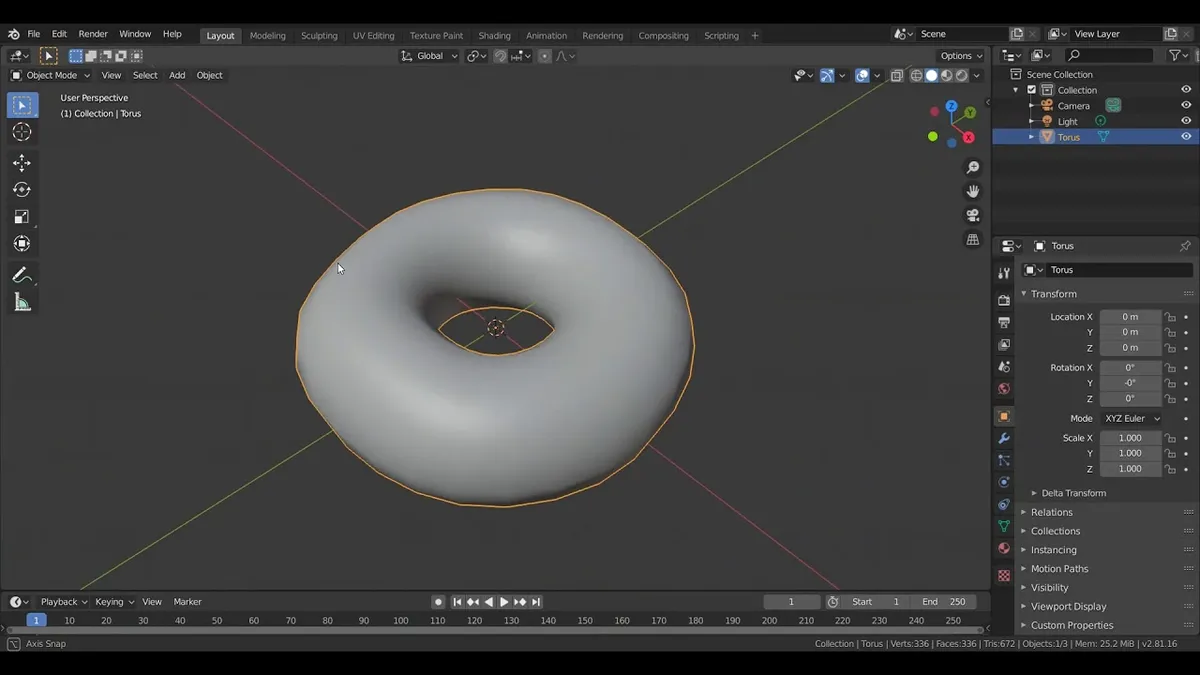 File Edit Render Window Help Layout Modeling Sculpting UV Editing Texture Paint Shading Animation Rendering Compositing Scripting + Scene View Layer
Global Options
Object Mode View Select Add Object
User Perspective
(1) Collection | Torus
Z
Y
X
Scene Collection
Collection
Camera
Light
Torus
Torus
Torus
Transform
Location X 0 m
Y 0 m
Z 0 m
Rotation X 0°
Y -0°
Z 0°
Mode XYZ Euler
Scale X 1.000
Y 1.000
Z 1.000
Delta Transform
Relations
Collections
Instancing
Motion Paths
Visibility
Viewport Display
Custom Properties
Playback Keying View Marker 1 Start 1 End 250
1 10 20 30 40 50 60 70 80 90 100 110 120 130 140 150 160 170 180 190 200 210 220 230 240 250
Axis Snap Collection | Torus | Verts:336 | Faces:336 | Tris:672 | Objects:1/3 | Mem: 25.2 MiB | v2.81.16